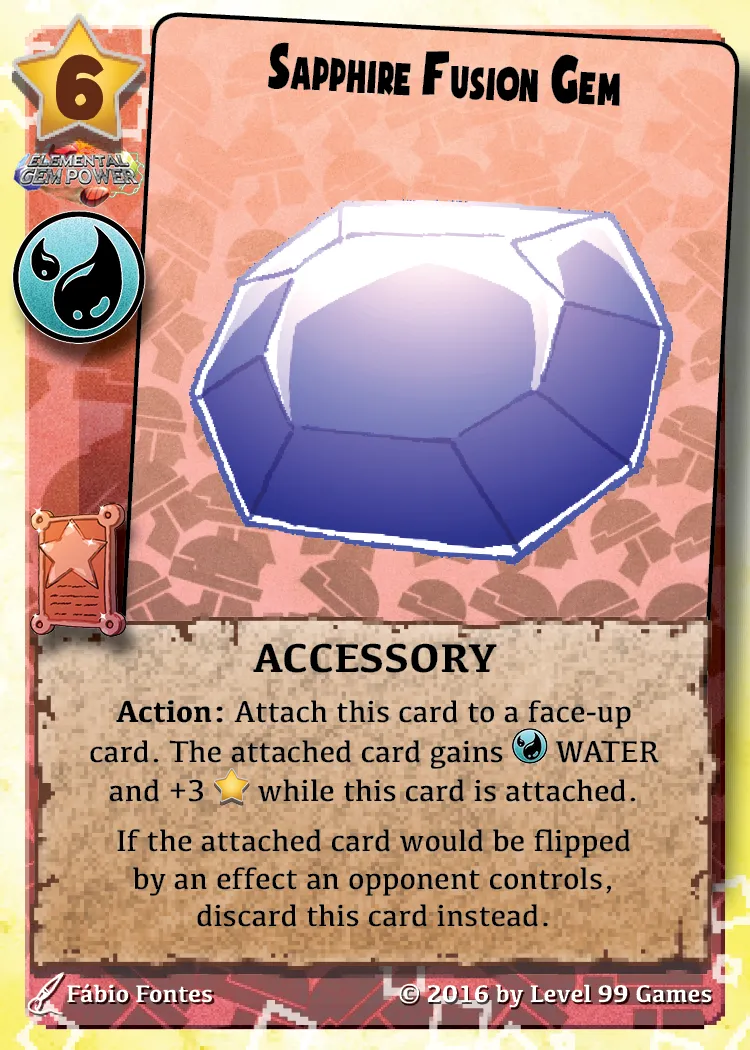 6
SAPPHIRE FUSION GEM
ELEMENTAL
GEM POWER
ACCESSORY
Action: Attach this card to a face-up
card. The attached card gains WATER
and +3 while this card is attached.
If the attached card would be flipped
by an effect an opponent controls,
discard this card instead.
Fábio Fontes
© 2016 by Level 99 Games